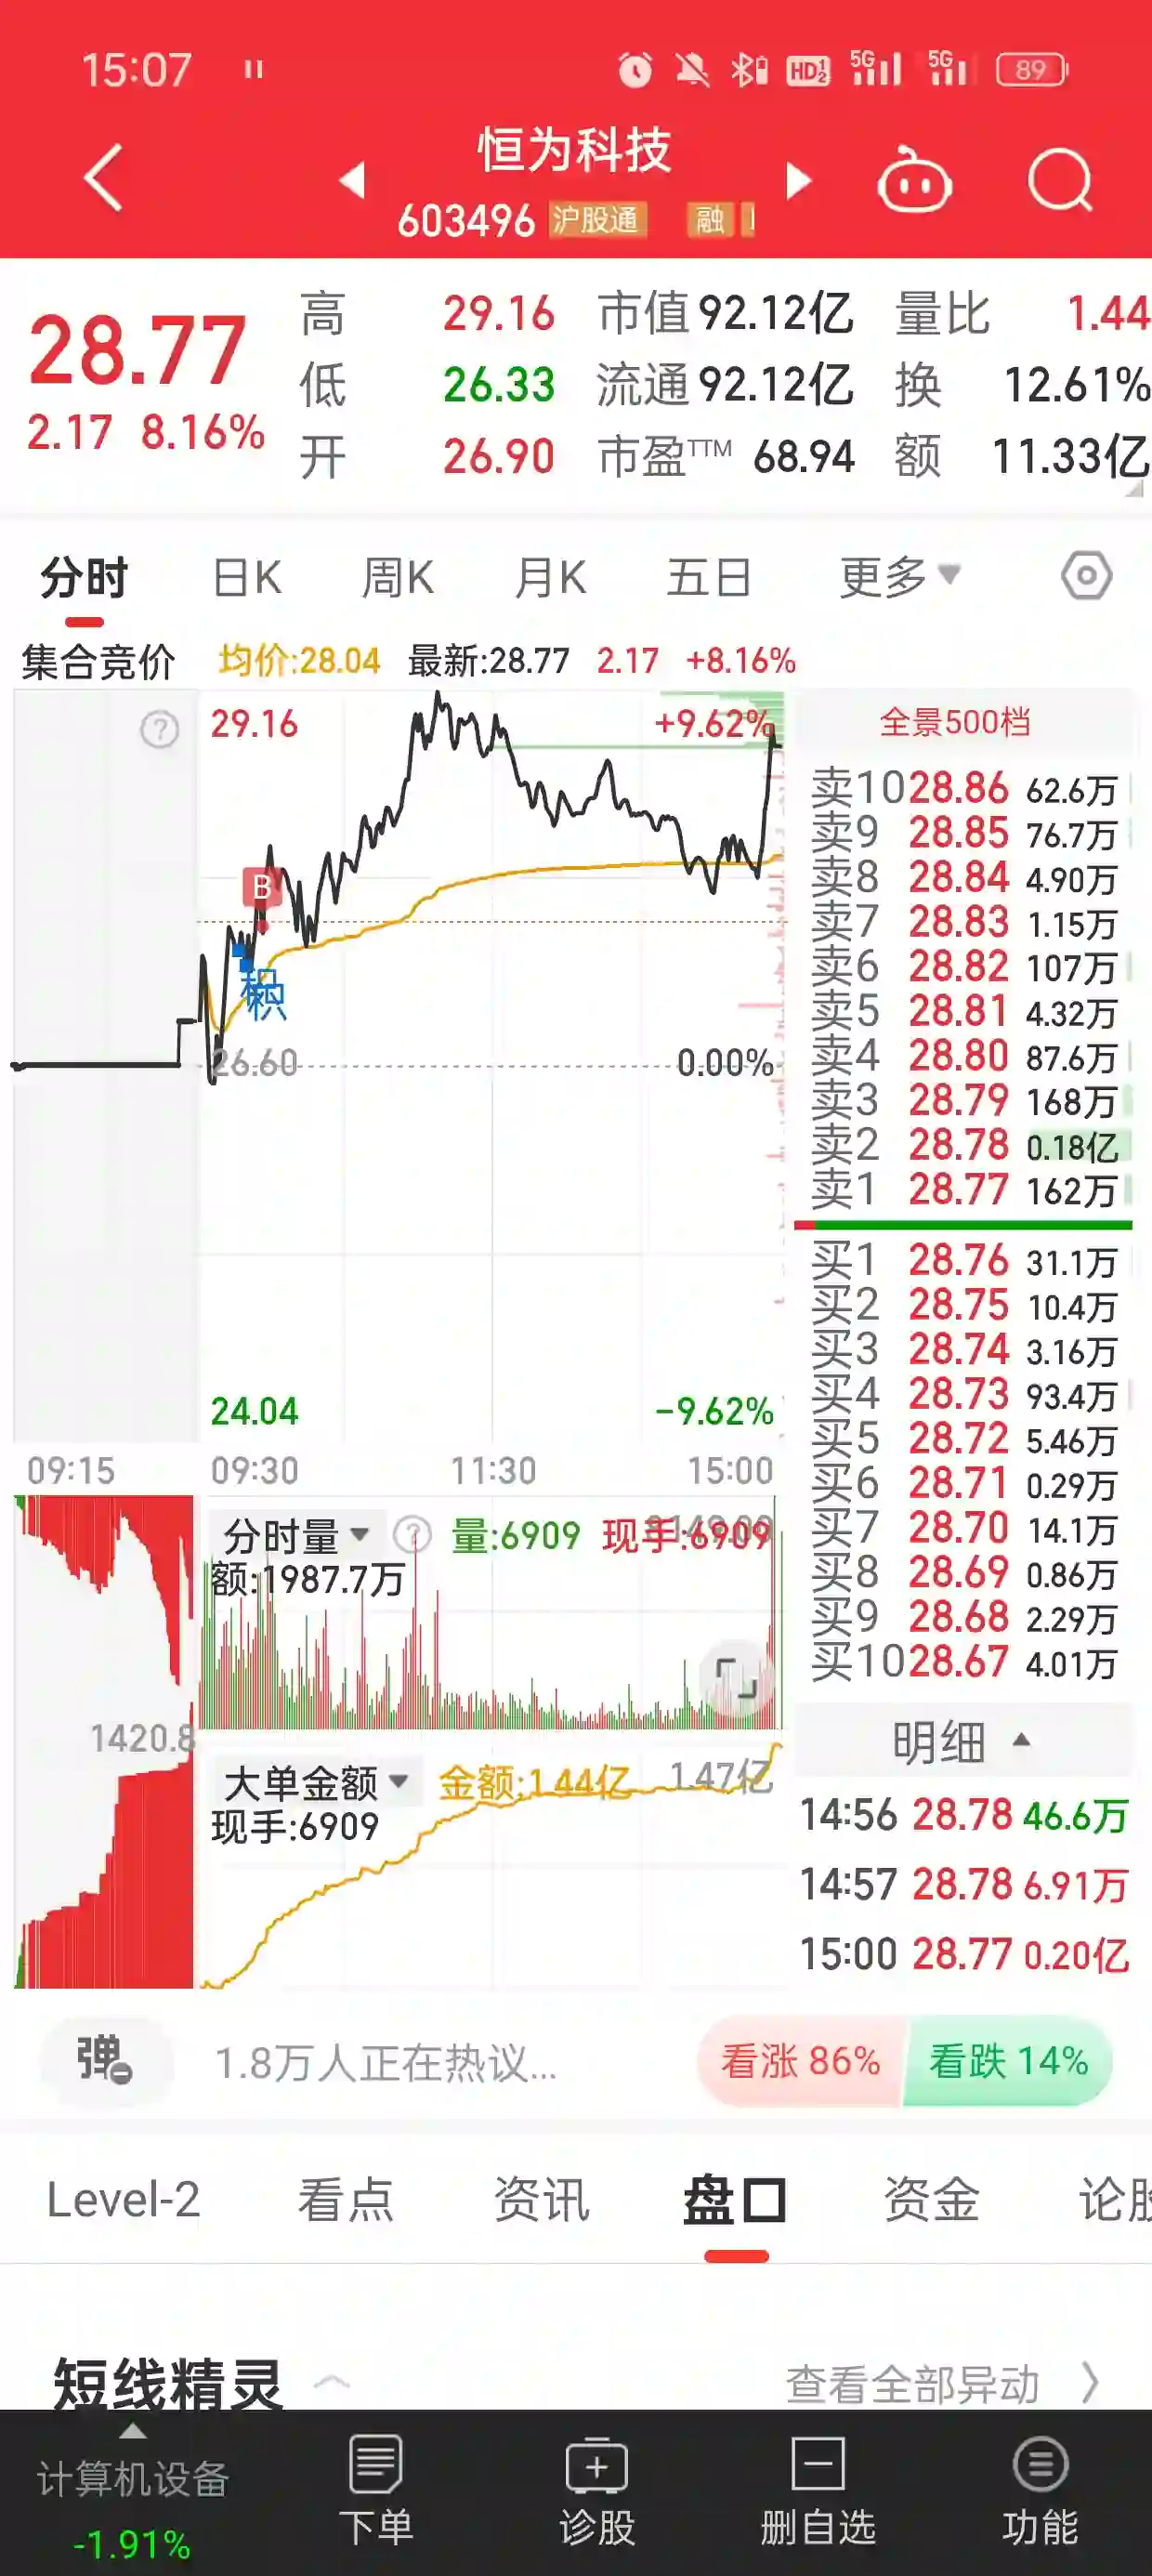 15:07
HD 1 2 5G 5G 89
恒为科技
603496 沪股通 融
28.77
2.17 8.16%
高 29.16 市值 92.12亿 量比 1.44
低 26.33 流通 92.12亿 换 12.61%
开 26.90 市盈TTM 68.94 额 11.33亿
分时 日K 周K 月K 五日 更多
集合竞价 均价:28.04 最新:28.77 2.17 +8.16%
29.16 +9.62%
B
积
积
26.60 0.00%
24.04 -9.62%
09:15 09:30 11:30 15:00
全景500档
卖10 28.86 62.6万
卖9 28.85 76.7万
卖8 28.84 4.90万
卖7 28.83 1.15万
卖6 28.82 107万
卖5 28.81 4.32万
卖4 28.80 87.6万
卖3 28.79 168万
卖2 28.78 0.18亿
卖1 28.77 162万
买1 28.76 31.1万
买2 28.75 10.4万
买3 28.74 3.16万
买4 28.73 93.4万
买5 28.72 5.46万
买6 28.71 0.29万
买7 28.70 14.1万
买8 28.69 0.86万
买9 28.68 2.29万
买10 28.67 4.01万
分时量 ? 量:6909 现手:6909
额:1987.7万
1420.8
大单金额 金额:1.44亿 1.47亿
现手:6909
明细
14:56 28.78 46.6万
14:57 28.78 6.91万
15:00 28.77 0.20亿
弹 1.8万人正在热议... 看涨 86% 看跌 14%
Level-2 看点 资讯 盘口 资金 论股
短线精灵 查看全部异动
计算机设备 下单 诊股 删自选 功能
-1.91%